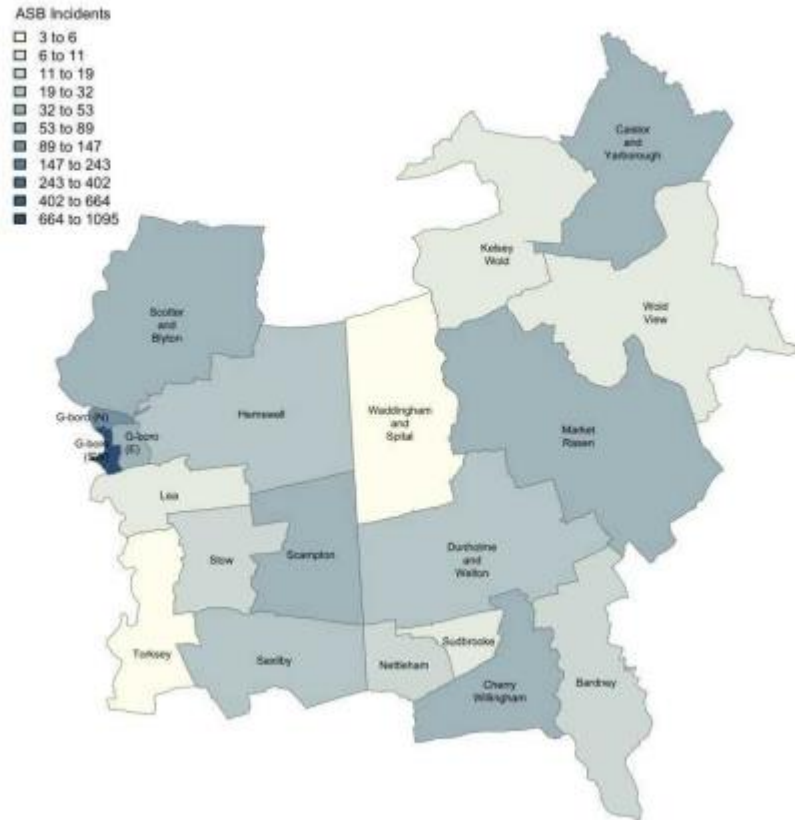 ASB Incidents
3 to 6
6 to 11
11 to 19
19 to 32
32 to 53
53 to 89
89 to 147
147 to 243
243 to 402
402 to 664
664 to 1095
Caistor
and
Yarborough
Kelsey
Wold
Wold
View
Scotter
and
Blyton
Hemswell
Waddingham
and
Spital
Market
Rasen
G-boro (N)
G-boro
G-boro
(E)
Lea
Stow
Scampton
Dunholme
and
Welton
Torksey
Saxilby
Nettleham
Sudbrooke
Cherry
Willingham
Bardney